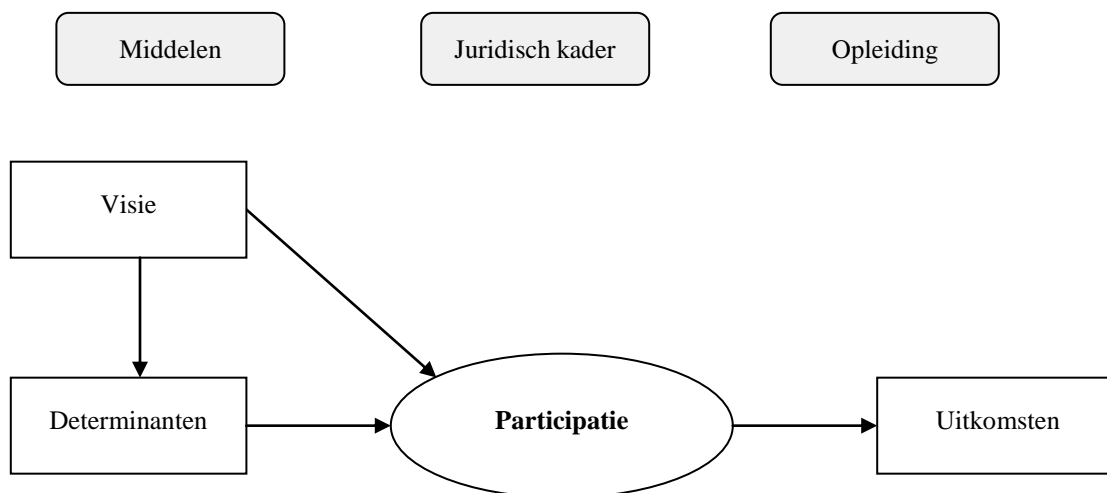 Middelen
Juridisch kader
Opleiding
Visie
Determinanten
Participatie
Uitkomsten